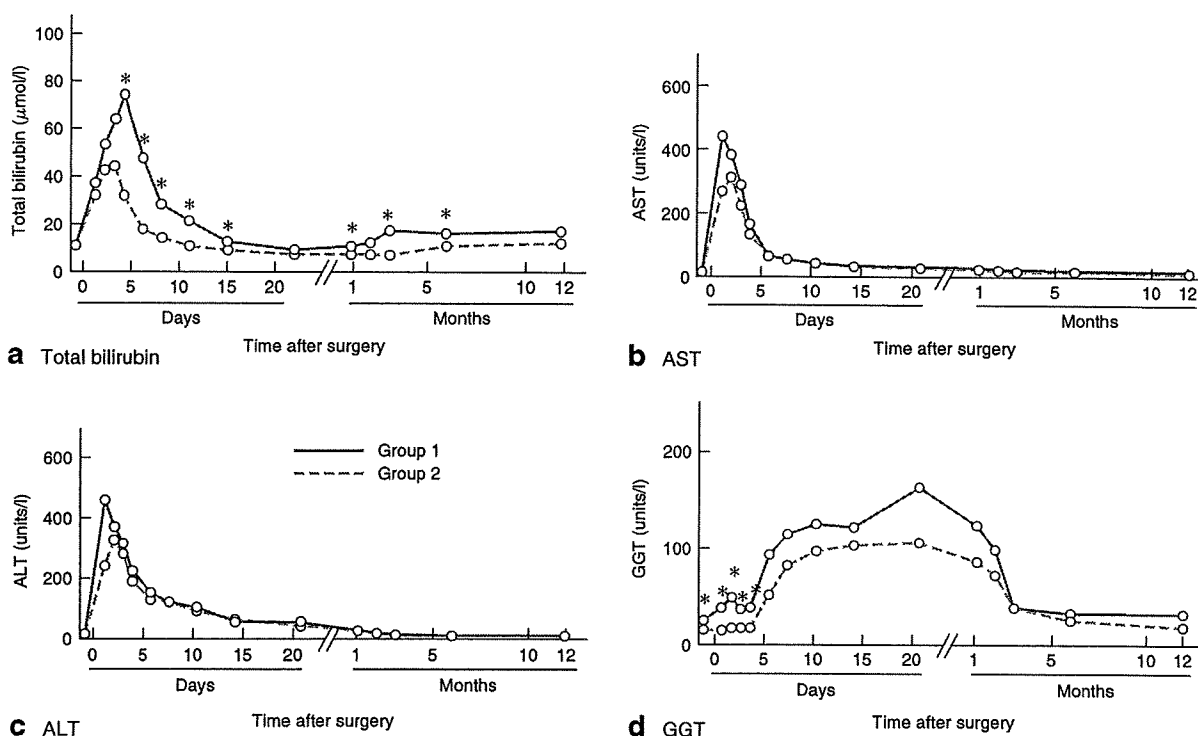 100
80
60
40
20
0
Total bilirubin (μmol/l)
* * * * * * * *
0 5 10 15 20 1 5 12
Days Months
Time after surgery
a Total bilirubin
600
400
200
0
AST (units/l)
0 5 10 15 20 1 5 10 12
Days Months
Time after surgery
b AST
600
400
200
0
ALT (units/l)
Group 1
Group 2
0 5 10 15 20 1 5 12
Days Months
Time after surgery
c ALT
200
100
0
GGT (units/l)
* * * * *
0 5 10 15 20 1 5 10 12
Days Months
Time after surgery
d GGT